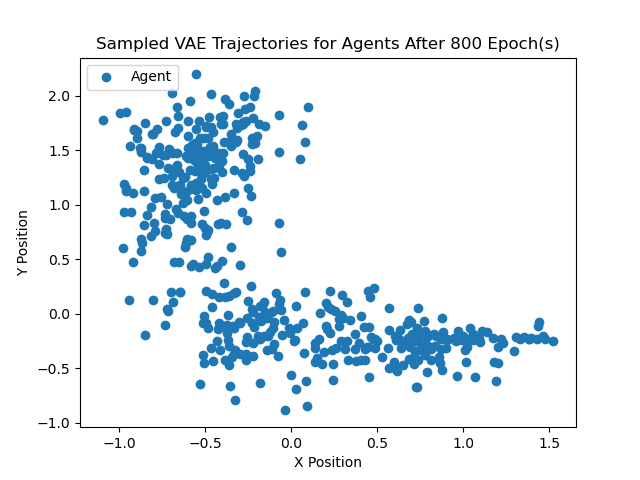 Sampled VAE Trajectories for Agents After 800 Epoch(s)
Agent
2.0
1.5
1.0
0.5
0.0
−0.5
−1.0
Y Position
−1.0 −0.5 0.0 0.5 1.0 1.5
X Position